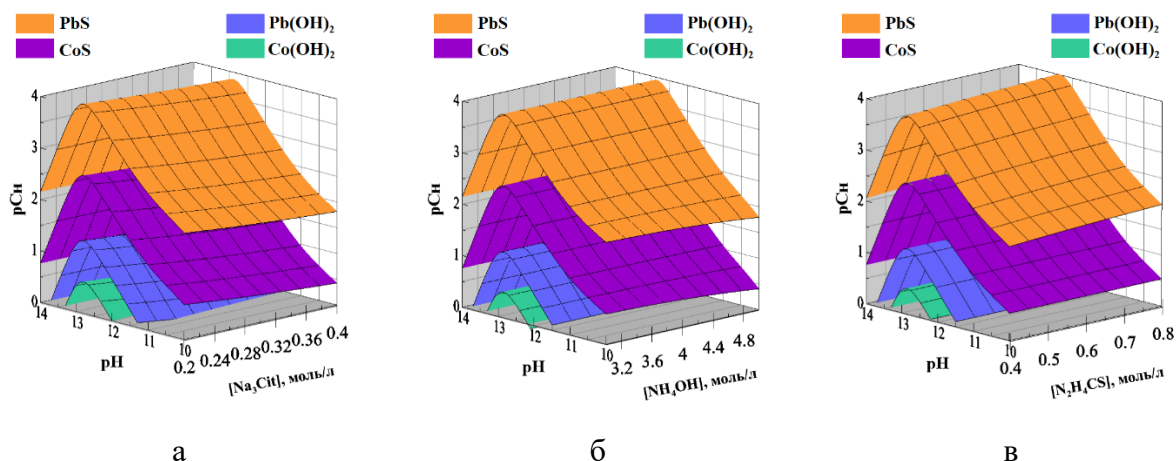 PbS Pb(OH)₂
CoS Co(OH)₂
pCн
4
3
2
1
0
14
13
12
11
10
pH
0.2
0.24
0.28
0.32
0.36
0.4
[Na₃Cit], моль/л
а
PbS Pb(OH)₂
CoS Co(OH)₂
pCн
4
3
2
1
0
14
13
12
11
10
pH
3.2
3.6
4
4.4
4.8
[NH₄OH], моль/л
б
PbS Pb(OH)₂
CoS Co(OH)₂
pCн
4
3
2
1
0
14
13
12
11
10
pH
0.4
0.5
0.6
0.7
0.8
[N₂H₄CS], моль/л
в